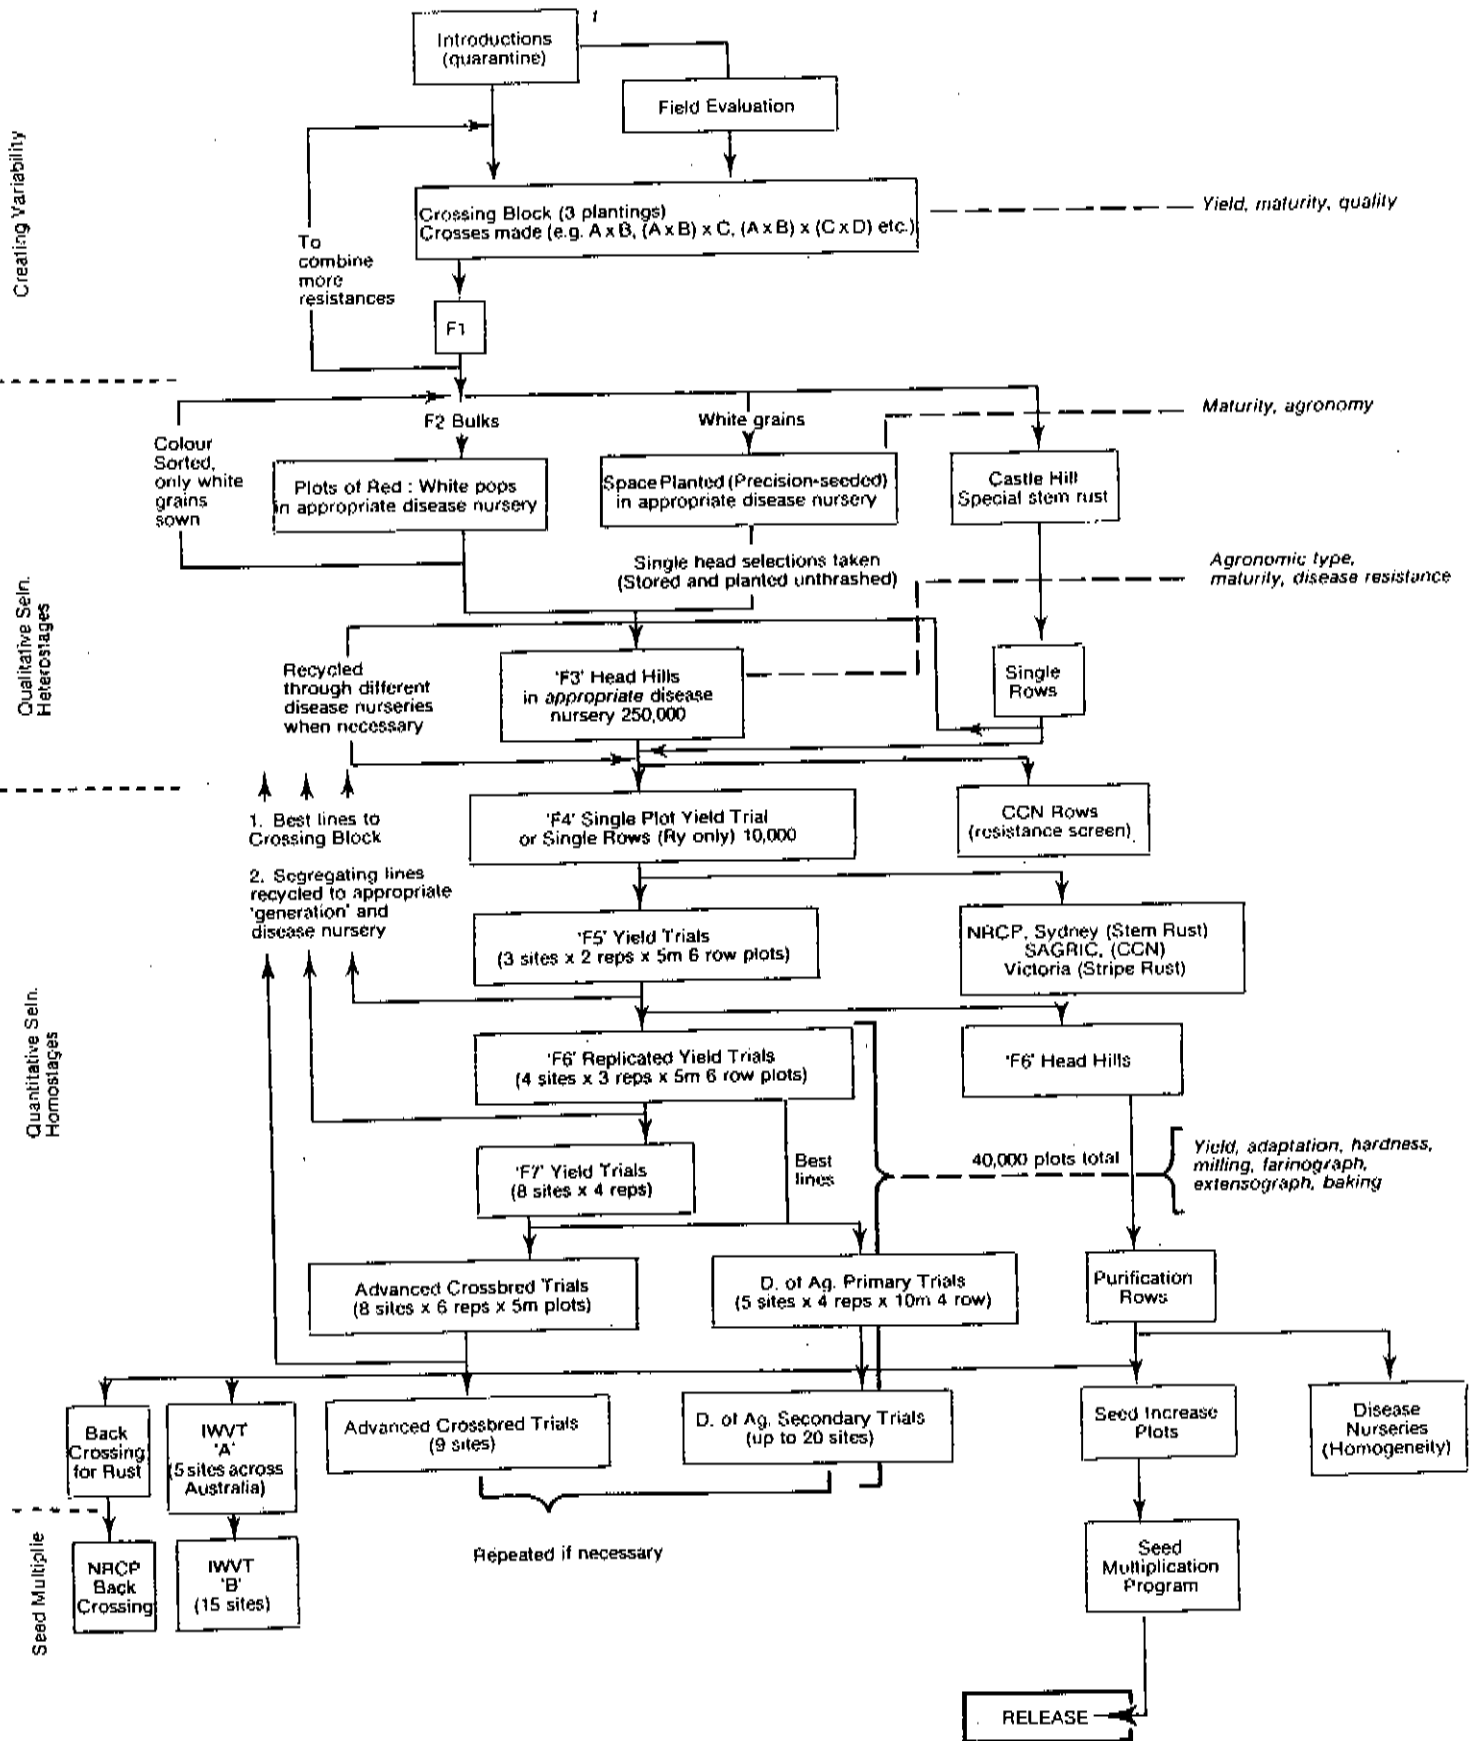 1
Introductions
(quarantine)
Field Evaluation
Creating Variability
Crossing Block (3 plantings)
Crosses made (e.g. A x B, (A x B) x C, (A x B) x (C x D) etc.)
Yield, maturity, quality
To
combine
more
resistances
F1
F2 Bulks
White grains
Maturity, agronomy
Colour
Sorted,
only white
grains
sown
Plots of Red : White pops
in appropriate disease nursery
Space Planted (Precision-seeded)
in appropriate disease nursery
Castle Hill
Special stem rust
Single head selections taken
(Stored and planted unthrashed)
Agronomic type,
maturity, disease resistance
Qualitative Seln.
Heterostages
Recycled
through different
disease nurseries
when necessary
'F3' Head Hills
in appropriate disease
nursery 250,000
Single
Rows
1. Best lines to
Crossing Block
2. Segregating lines
recycled to appropriate
'generation' and
disease nursery
'F4' Single Plot Yield Trial
or Single Rows (Ry only) 10,000
CCN Rows
(resistance screen)
'F5' Yield Trials
(3 sites x 2 reps x 5m 6 row plots)
NRCP, Sydney (Stem Rust)
SAGRIC, (CCN)
Victoria (Stripe Rust)
Quantitative Seln.
Homostages
'F6' Replicated Yield Trials
(4 sites x 3 reps x 5m 6 row plots)
'F6' Head Hills
'F7' Yield Trials
(8 sites x 4 reps)
Best
lines
40,000 plots total
Yield, adaptation, hardness,
milling, farinograph,
extensograph, baking
Advanced Crossbred Trials
(8 sites x 6 reps x 5m plots)
D. of Ag. Primary Trials
(5 sites x 4 reps x 10m 4 row)
Purification
Rows
Back
Crossing
for Rust
IWVT
'A'
(5 sites across
Australia)
Advanced Crossbred Trials
(9 sites)
D. of Ag. Secondary Trials
(up to 20 sites)
Seed Increase
Plots
Disease
Nurseries
(Homogeneity)
Seed Multiplie
NRCP
Back
Crossing
IWVT
'B'
(15 sites)
Repeated if necessary
Seed
Multiplication
Program
RELEASE